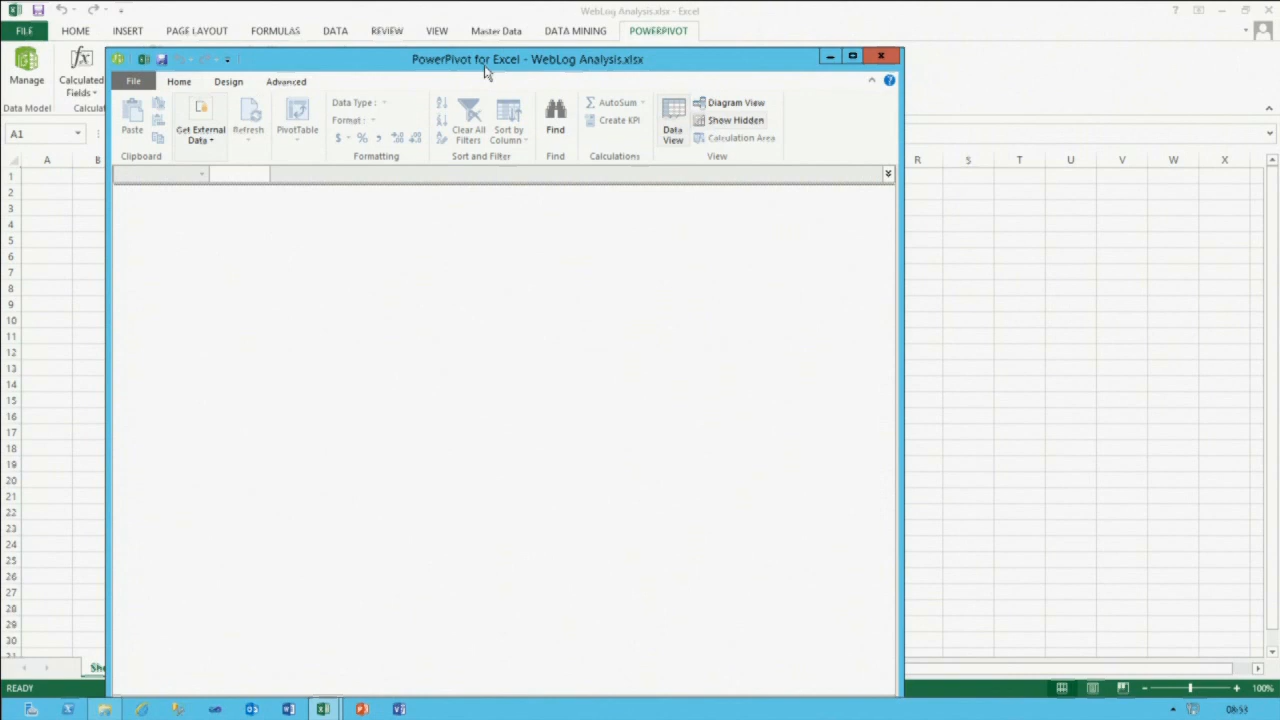 WebLog Analysis.xlsx - Excel
FILE HOME INSERT PAGE LAYOUT FORMULAS DATA REVIEW VIEW Master Data DATA MINING POWERPIVOT
Manage
Calculated
Fields
Data Model
Calculat
A1
PowerPivot for Excel - WebLog Analysis.xlsx
File Home Design Advanced
Paste
Clipboard
Get External
Data
Refresh
PivotTable
Data Type :
Format :
$ % ,
Formatting
Clear All
Filters
Sort by
Column
Sort and Filter
Find
Find
AutoSum
Create KPI
Calculations
Data
View
Diagram View
Show Hidden
Calculation Area
View
A B R S T U V W X
1
2
3
4
5
6
7
8
9
10
11
12
13
14
15
16
17
18
19
20
21
22
23
24
25
26
27
28
29
30
31
She
READY
100%
08:53